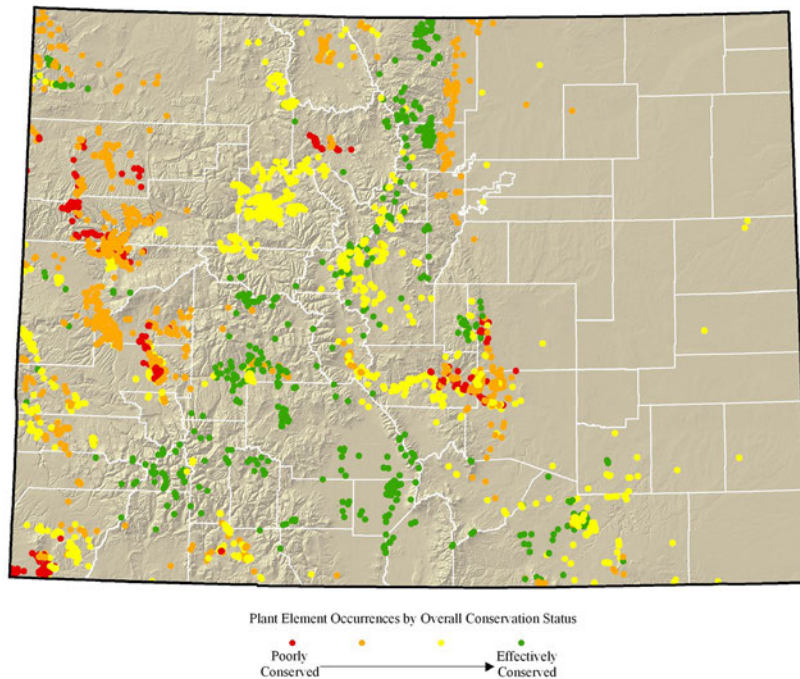 Plant Element Occurrences by Overall Conservation Status
Poorly Effectively
Conserved Conserved